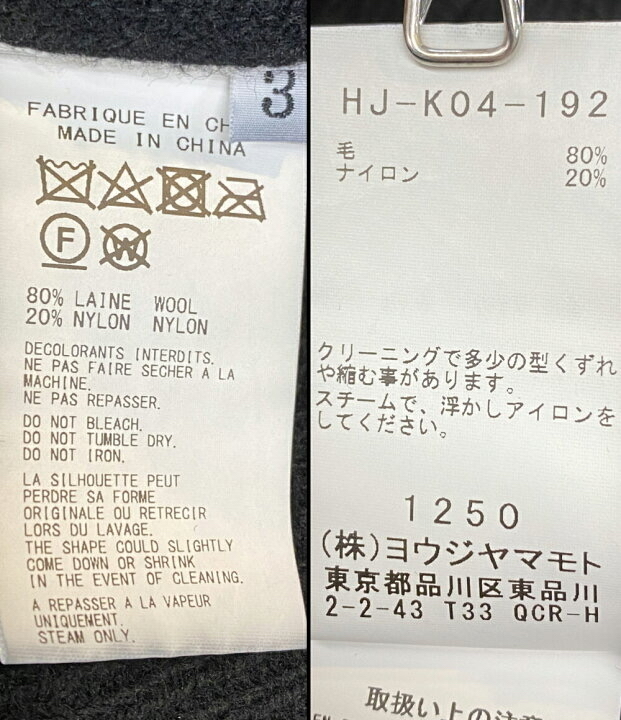 3
FABRIQUE EN CH
MADE IN CHINA
F
W
80% LAINE WOOL
20% NYLON NYLON
DECOLORANTS INTERDITS.
NE PAS FAIRE SECHER A LA
MACHINE.
NE PAS REPASSER.
DO NOT BLEACH.
DO NOT TUMBLE DRY.
DO NOT IRON.
LA SILHOUETTE PEUT
PERDRE SA FORME
ORIGINALE OU RETRECIR
LORS DU LAVAGE.
THE SHAPE COULD SLIGHTLY
COME DOWN OR SHRINK
IN THE EVENT OF CLEANING.
A REPASSER A LA VAPEUR
UNIQUEMENT.
STEAM ONLY.
HJ-K04-192
毛 80%
ナイロン 20%
クリーニングで多少の型くずれ
や縮む事があります。
スチームで、浮かしアイロンを
してください。
1250
(株)ヨウジヤマモト
東京都品川区東品川
2-2-43 T33 QCR-H
取扱い上の注意